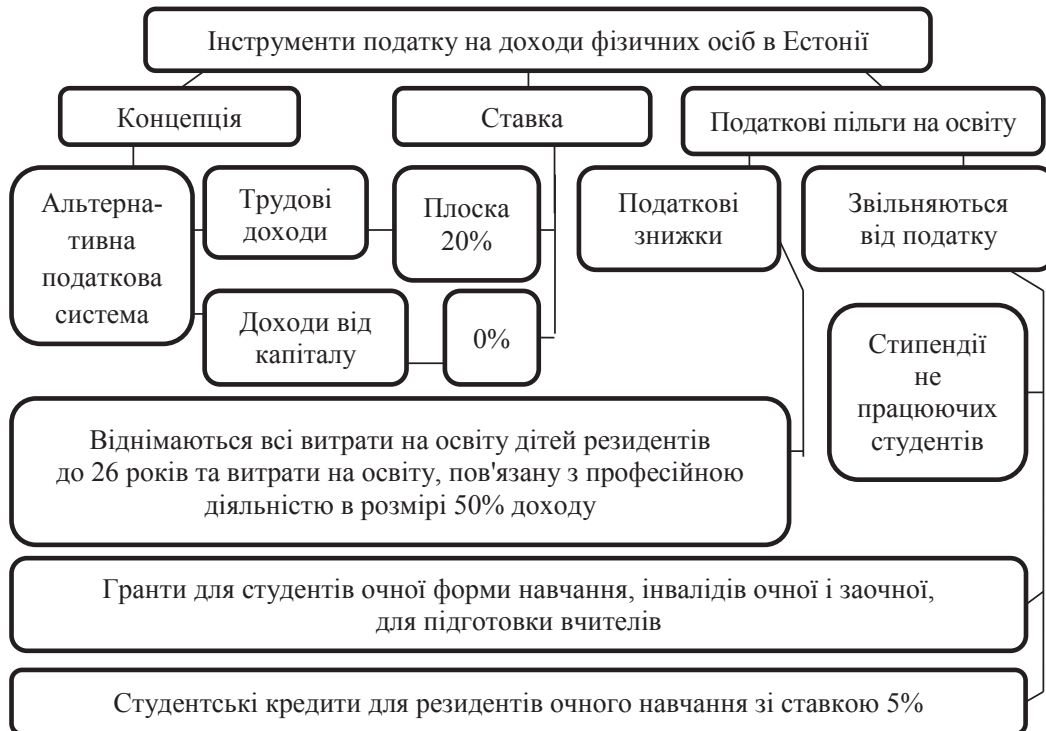 Інструменти податку на доходи фізичних осіб в Естонії
Концепція
Ставка
Податкові пільги на освіту
Альтерна-
тивна
податкова
система
Трудові
доходи
Плоска
20%
Податкові
знижки
Звільняються
від податку
Доходи від
капіталу
0%
Стипендії
не
працюючих
студентів
Віднімаються всі витрати на освіту дітей резидентів
до 26 років та витрати на освіту, пов'язану з професійною
діяльністю в розмірі 50% доходу
Гранти для студентів очної форми навчання, інвалідів очної і заочної,
для підготовки вчителів
Студентські кредити для резидентів очного навчання зі ставкою 5%